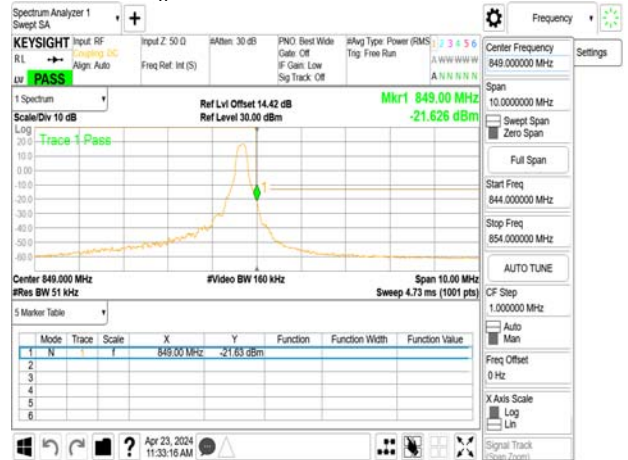 Spectrum Analyzer 1
Swept SA
+
Frequency
KEYSIGHT
Input: RF
Coupling: DC
Align: Auto
Input Z: 50 Ω
Freq Ref: Int (S)
#Atten: 30 dB
PNO: Best Wide
Gate: Off
IF Gain: Low
Sig Track: Off
#Avg Type: Power (RMS
Trig: Free Run
1 2 3 4 5 6
A W W W W W
A N N N N N
RL
LV PASS
1 Spectrum
Scale/Div 10 dB
Ref Lvl Offset 14.42 dB
Ref Level 30.00 dBm
Mkr1 849.00 MHz
-21.626 dBm
Log
Trace 1 Pass
20.0
10.0
0.00
-10.0
-20.0
-30.0
-40.0
-50.0
-60.0
1
Center 849.000 MHz
#Video BW 160 kHz
Span 10.00 MHz
#Res BW 51 kHz
Sweep 4.73 ms (1001 pts)
5 Marker Table
Mode Trace Scale X Y Function Function Width Function Value
1 N 1 f 849.00 MHz -21.63 dBm
2
3
4
5
6
Apr 23, 2024
11:33:16 AM
Center Frequency
849.000000 MHz
Settings
Span
10.0000000 MHz
Swept Span
Zero Span
Full Span
Start Freq
844.000000 MHz
Stop Freq
854.000000 MHz
AUTO TUNE
CF Step
1.000000 MHz
Auto
Man
Freq Offset
0 Hz
X Axis Scale
Log
Lin
Signal Track
(Span Zoom)